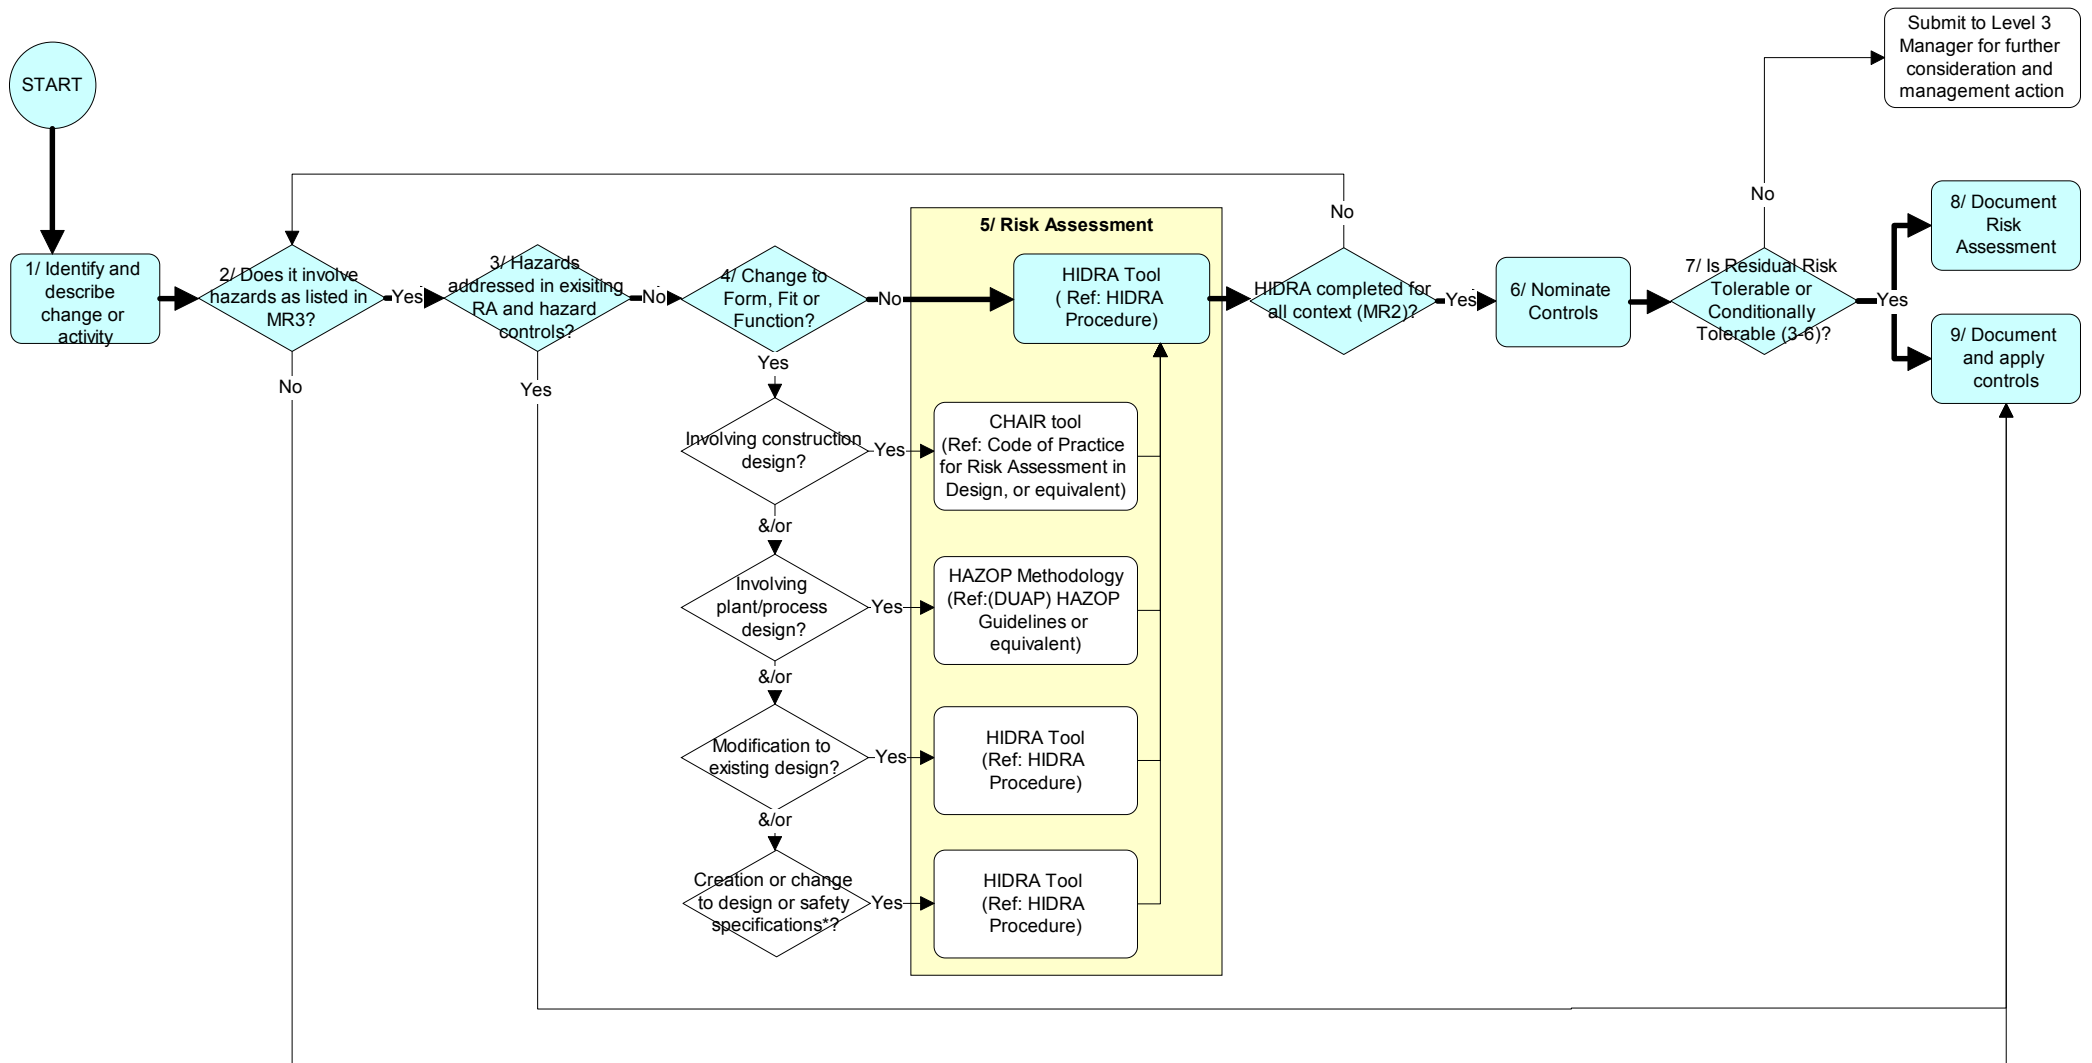 START
Submit to Level 3
Manager for further
consideration and
management action
1/ Identify and
describe
change or
activity
2/ Does it involve
hazards as listed in
MR3?
Yes
No
3/ Hazards
addressed in exisiting
RA and hazard
controls?
No
Yes
4/ Change to
Form, Fit or
Function?
No
Yes
5/ Risk Assessment
HIDRA Tool
( Ref: HIDRA
Procedure)
HIDRA completed for
all context (MR2)?
No
Yes
6/ Nominate
Controls
7/ Is Residual Risk
Tolerable or
Conditionally
Tolerable (3-6)?
No
Yes
8/ Document
Risk
Assessment
9/ Document
and apply
controls
Involving construction
design?
Yes
CHAIR tool
(Ref: Code of Practice
for Risk Assessment in
Design, or equivalent)
&/or
Involving
plant/process
design?
Yes
HAZOP Methodology
(Ref:(DUAP) HAZOP
Guidelines or
equivalent)
&/or
Modification to
existing design?
Yes
HIDRA Tool
(Ref: HIDRA
Procedure)
&/or
Creation or change
to design or safety
specifications*?
Yes
HIDRA Tool
(Ref: HIDRA
Procedure)